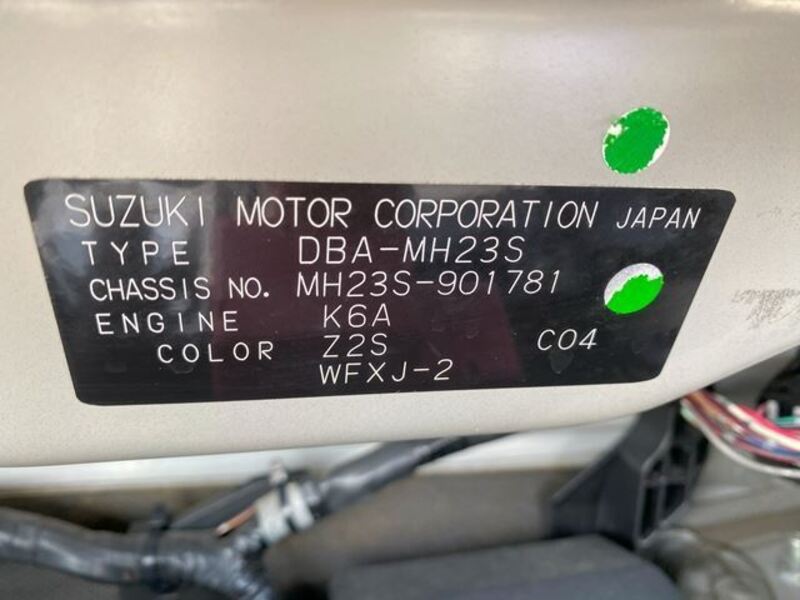 SUZUKI MOTOR CORPORATION JAPAN
TYPE DBA-MH23S
CHASSIS NO. MH23S-901781
ENGINE K6A
COLOR Z2S C04
WFXJ-2